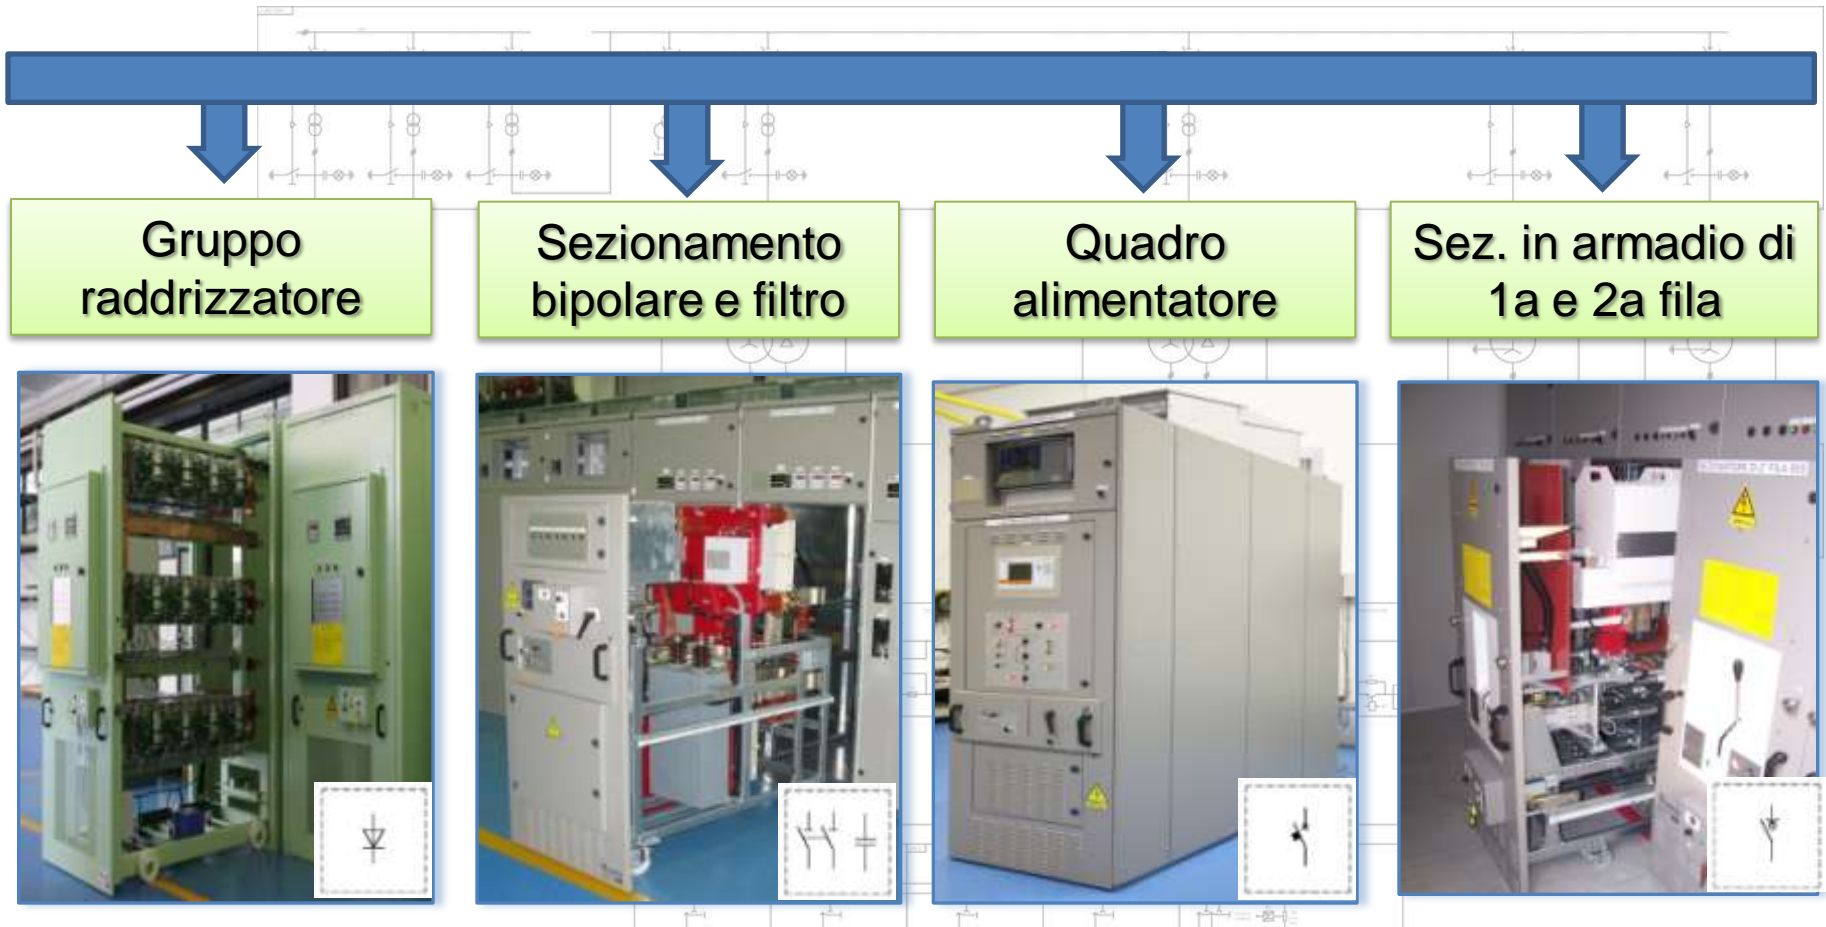 Gruppo
raddrizzatore
Sezionamento
bipolare e filtro
Quadro
alimentatore
Sez. in armadio di
1a e 2a fila